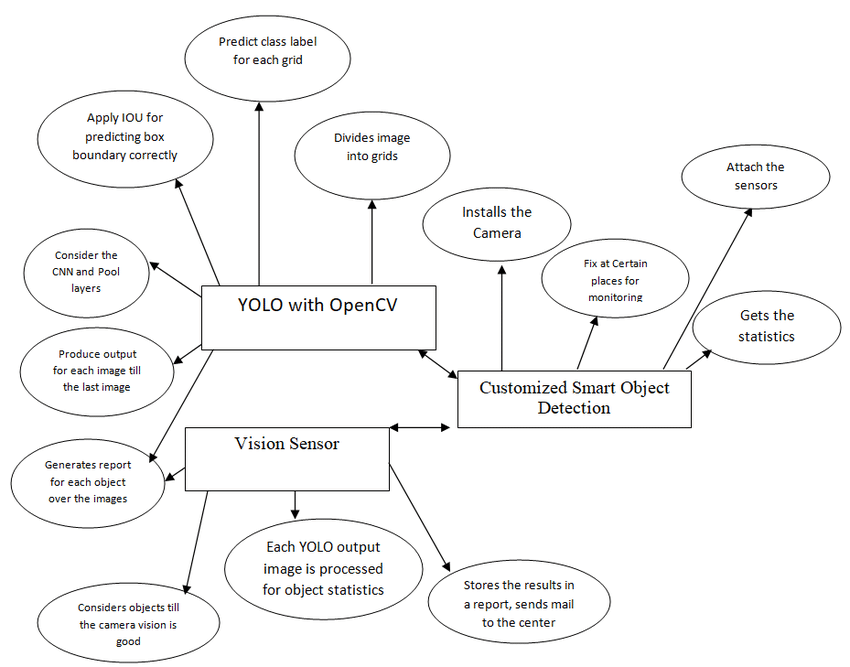 Predict class label
for each grid
Apply IOU for
predicting box
boundary correctly
Divides image
into grids
Attach the
sensors
Installs the
Camera
Consider the
CNN and Pool
layers
Fix at Certain
places for
monitoring
YOLO with OpenCV
Gets the
statistics
Produce output
for each image till
the last image
Customized Smart Object
Detection
Vision Sensor
Generates report
for each object
over the images
Each YOLO output
image is processed
for object statistics
Stores the results in
a report, sends mail
to the center
Considers objects till
the camera vision is
good